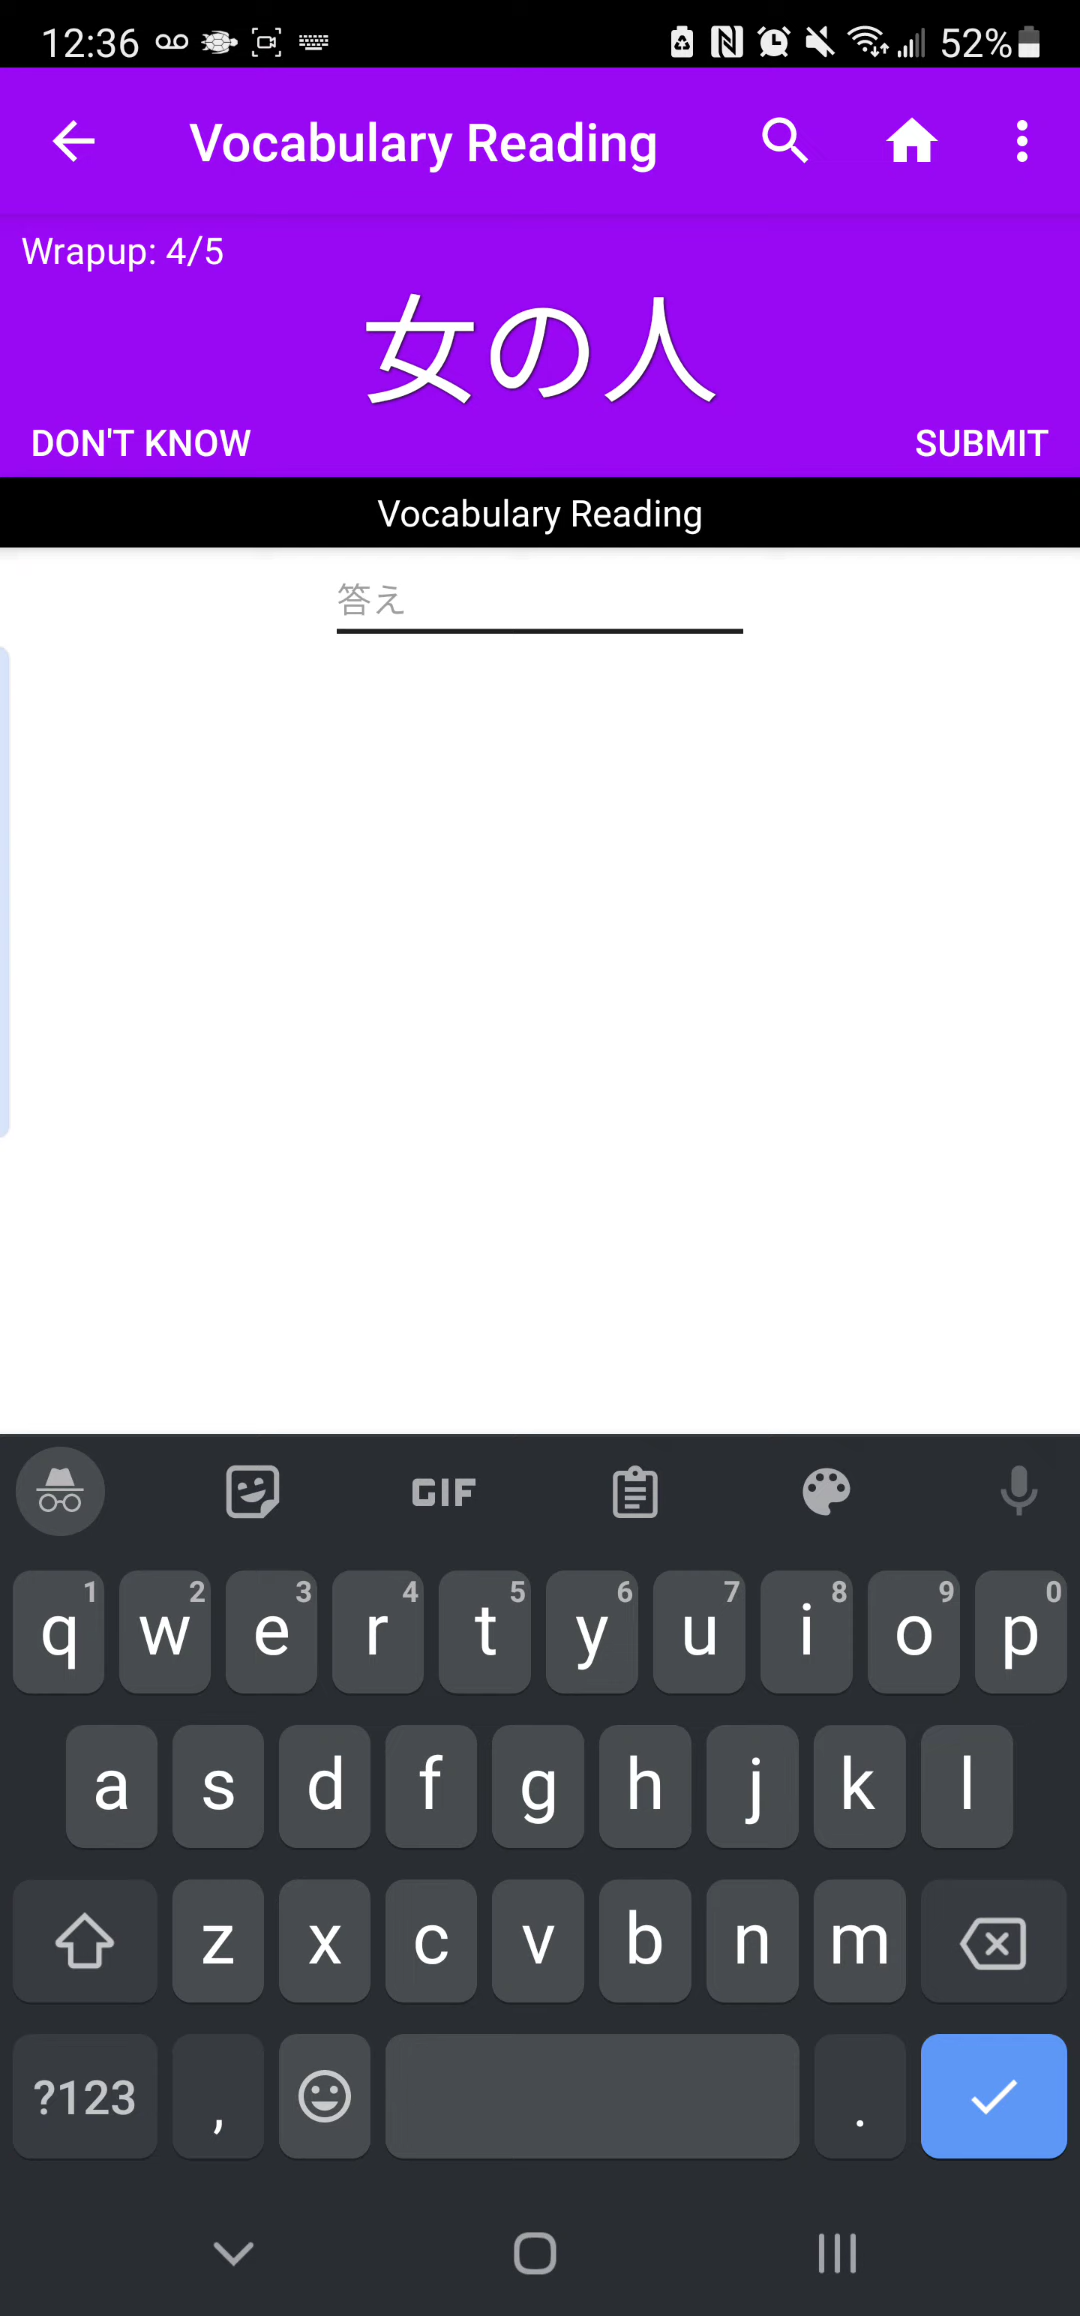 12:36 52%
Vocabulary Reading
Wrapup: 4/5
女の人
DON'T KNOW SUBMIT
Vocabulary Reading
答え
GIF
1 2 3 4 5 6 7 8 9 0
q w e r t y u i o p
a s d f g h j k l
z x c v b n m
?123 , .